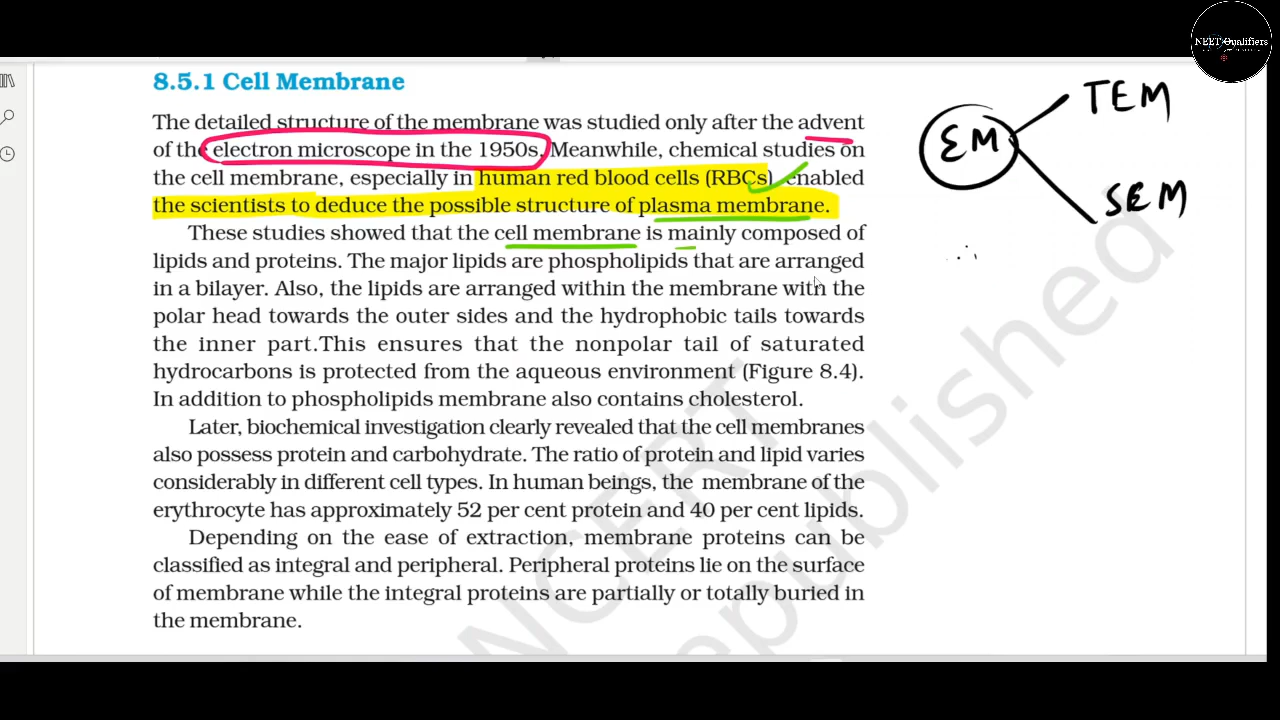 NEET Qualifiers
8.5.1 Cell Membrane
The detailed structure of the membrane was studied only after the advent
of the electron microscope in the 1950s. Meanwhile, chemical studies on
the cell membrane, especially in human red blood cells (RBCs), enabled
the scientists to deduce the possible structure of plasma membrane.
These studies showed that the cell membrane is mainly composed of
lipids and proteins. The major lipids are phospholipids that are arranged
in a bilayer. Also, the lipids are arranged within the membrane with the
polar head towards the outer sides and the hydrophobic tails towards
the inner part.This ensures that the nonpolar tail of saturated
hydrocarbons is protected from the aqueous environment (Figure 8.4).
In addition to phospholipids membrane also contains cholesterol.
Later, biochemical investigation clearly revealed that the cell membranes
also possess protein and carbohydrate. The ratio of protein and lipid varies
considerably in different cell types. In human beings, the membrane of the
erythrocyte has approximately 52 per cent protein and 40 per cent lipids.
Depending on the ease of extraction, membrane proteins can be
classified as integral and peripheral. Peripheral proteins lie on the surface
of membrane while the integral proteins are partially or totally buried in
the membrane.
EM
TEM
SEM
NCERT
republished